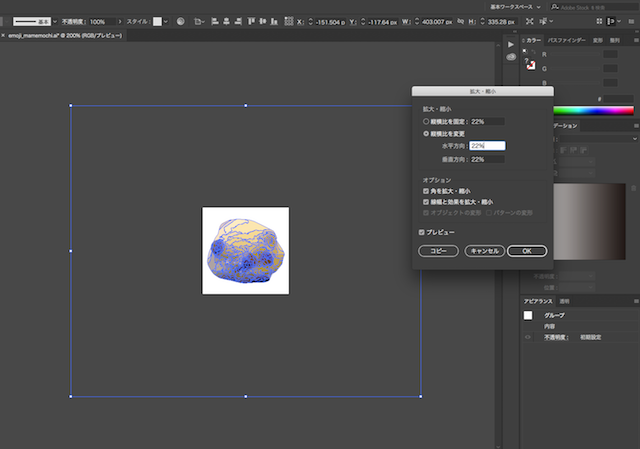 基本ワークスペース
Adobe Stock を検索
基本
不透明度：
100%
スタイル：
X：
-151.504 p
Y：
-117.64 px
W：
403.007 px
H：
335.28 px
× emoji_mamemochi.ai* @ 200% (RGB/プレビュー)
カラー
パスファインダー
変形
整列
R
G
B
#
拡大・縮小
拡大・縮小
縦横比を固定：
22%
縦横比を変更
水平方向：
22%
垂直方向：
22%
オプション
角を拡大・縮小
線幅と効果を拡大・縮小
オブジェクトの変形
パターンの変形
プレビュー
コピー
キャンセル
OK
デーション
不透明度：
位置：
アピアランス
透明
グループ
内容
不透明度：
初期設定